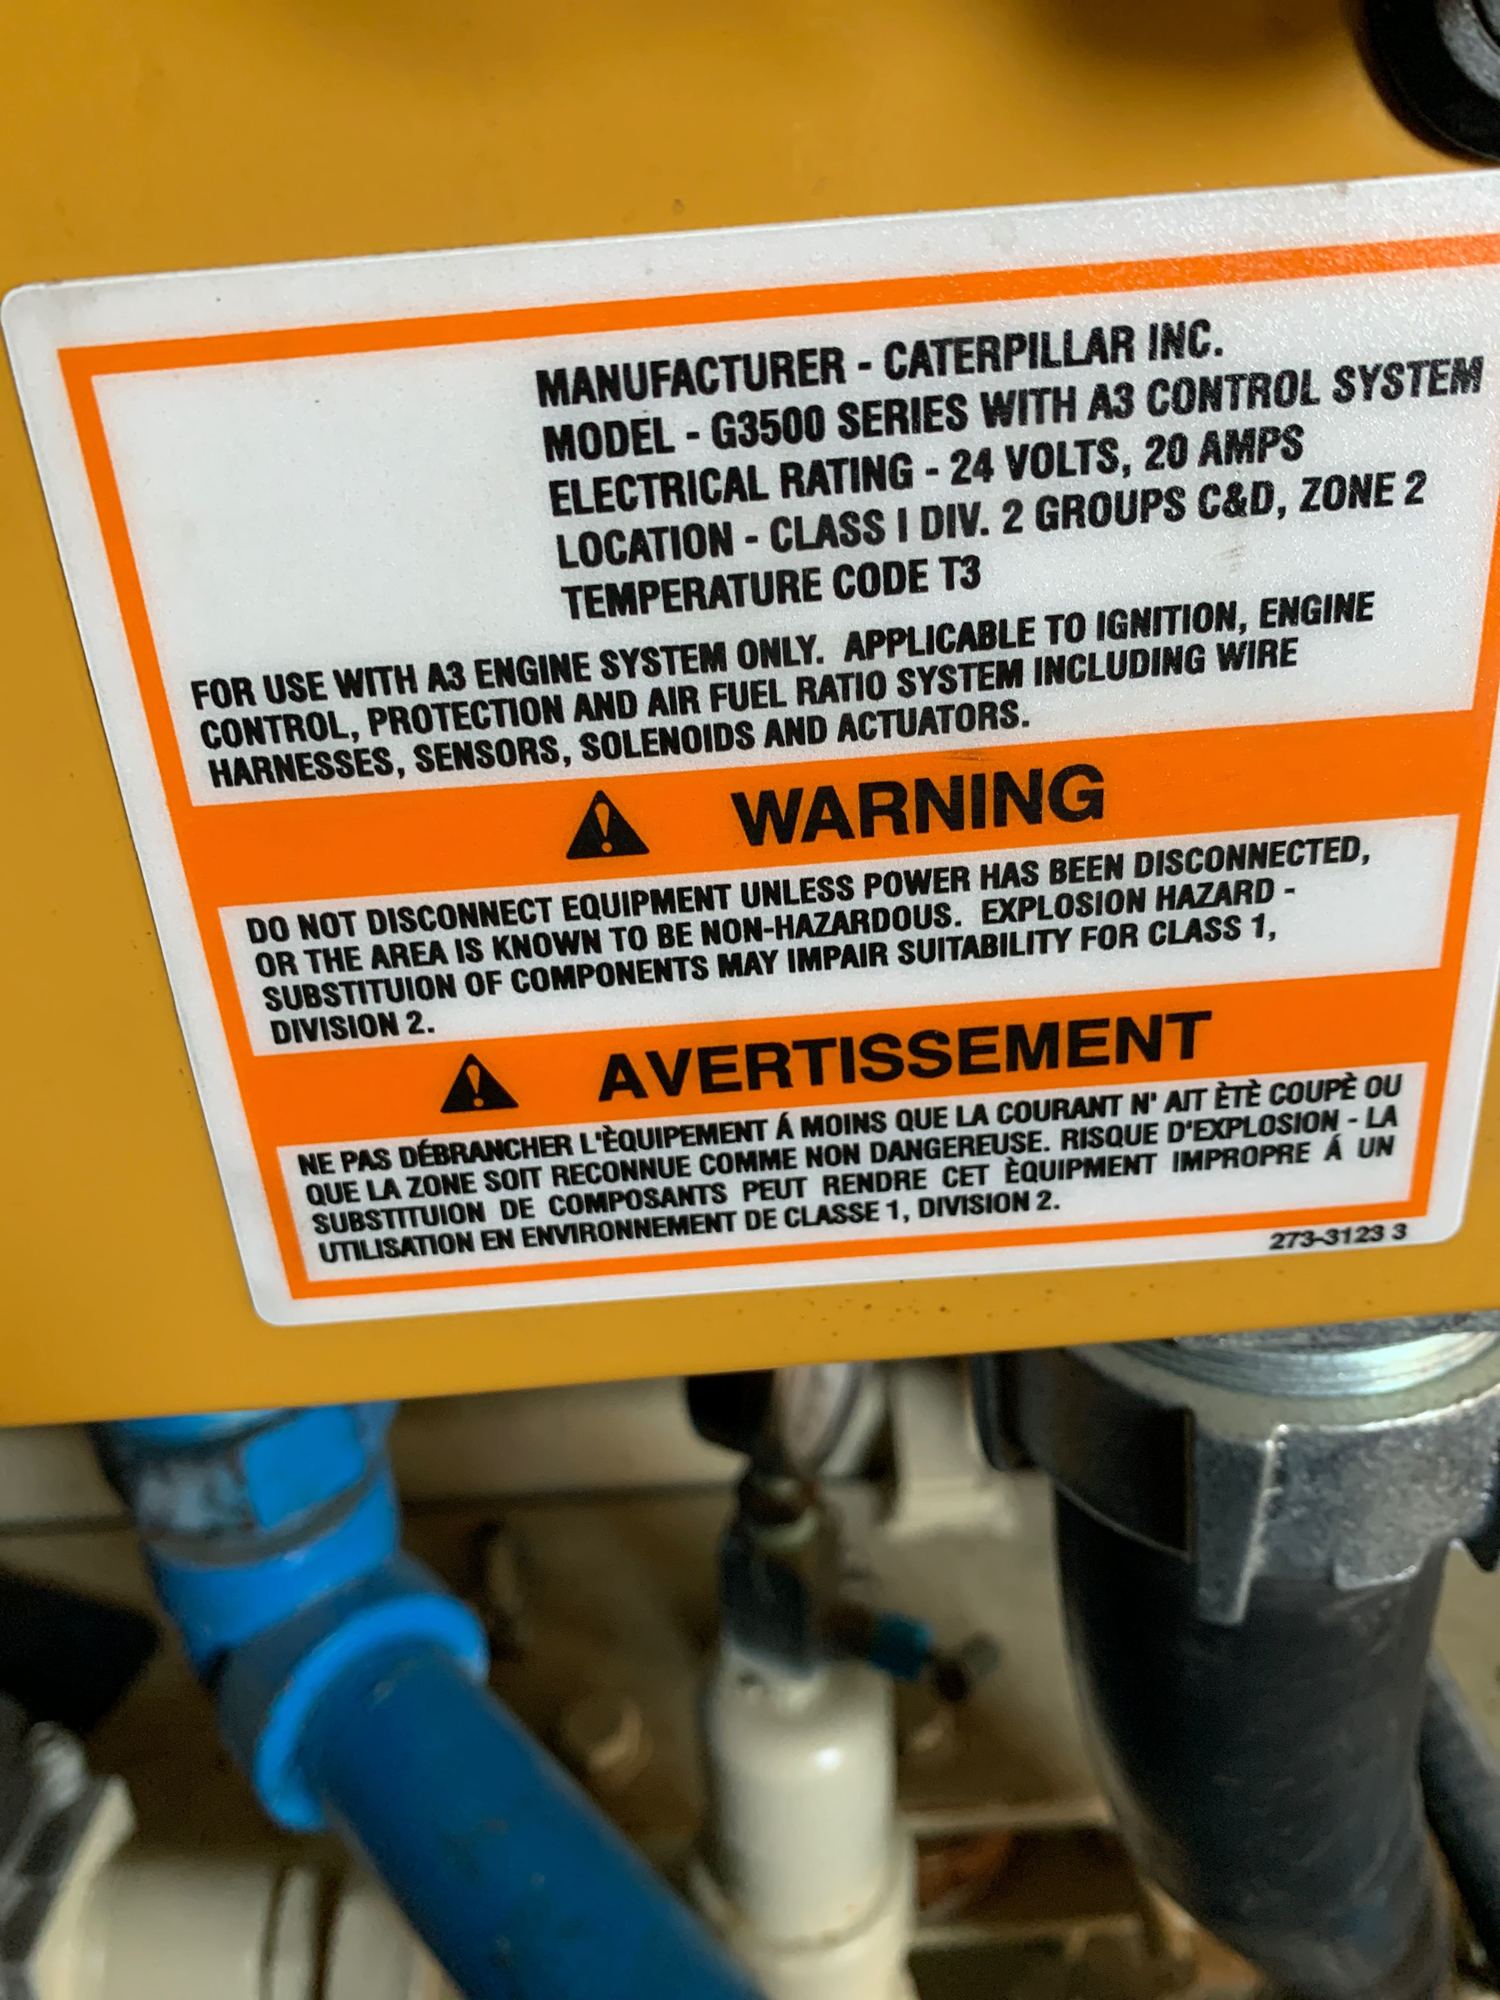 MANUFACTURER - CATERPILLAR INC.
MODEL - G3500 SERIES WITH A3 CONTROL SYSTEM
ELECTRICAL RATING - 24 VOLTS, 20 AMPS
LOCATION - CLASS I DIV. 2 GROUPS C&D, ZONE 2
TEMPERATURE CODE T3
FOR USE WITH A3 ENGINE SYSTEM ONLY. APPLICABLE TO IGNITION, ENGINE
CONTROL, PROTECTION AND AIR FUEL RATIO SYSTEM INCLUDING WIRE
HARNESSES, SENSORS, SOLENOIDS AND ACTUATORS.
WARNING
DO NOT DISCONNECT EQUIPMENT UNLESS POWER HAS BEEN DISCONNECTED,
OR THE AREA IS KNOWN TO BE NON-HAZARDOUS. EXPLOSION HAZARD -
SUBSTITUION OF COMPONENTS MAY IMPAIR SUITABILITY FOR CLASS 1,
DIVISION 2.
AVERTISSEMENT
NE PAS DÉBRANCHER L'ÈQUIPEMENT Á MOINS QUE LA COURANT N' AIT ÈTÈ COUPÈ OU
QUE LA ZONE SOIT RECONNUE COMME NON DANGEREUSE. RISQUE D'EXPLOSION - LA
SUBSTITUION DE COMPOSANTS PEUT RENDRE CET ÈQUIPMENT IMPROPRE Á UN
UTILISATION EN ENVIRONNEMENT DE CLASSE 1, DIVISION 2.
273-3123 3